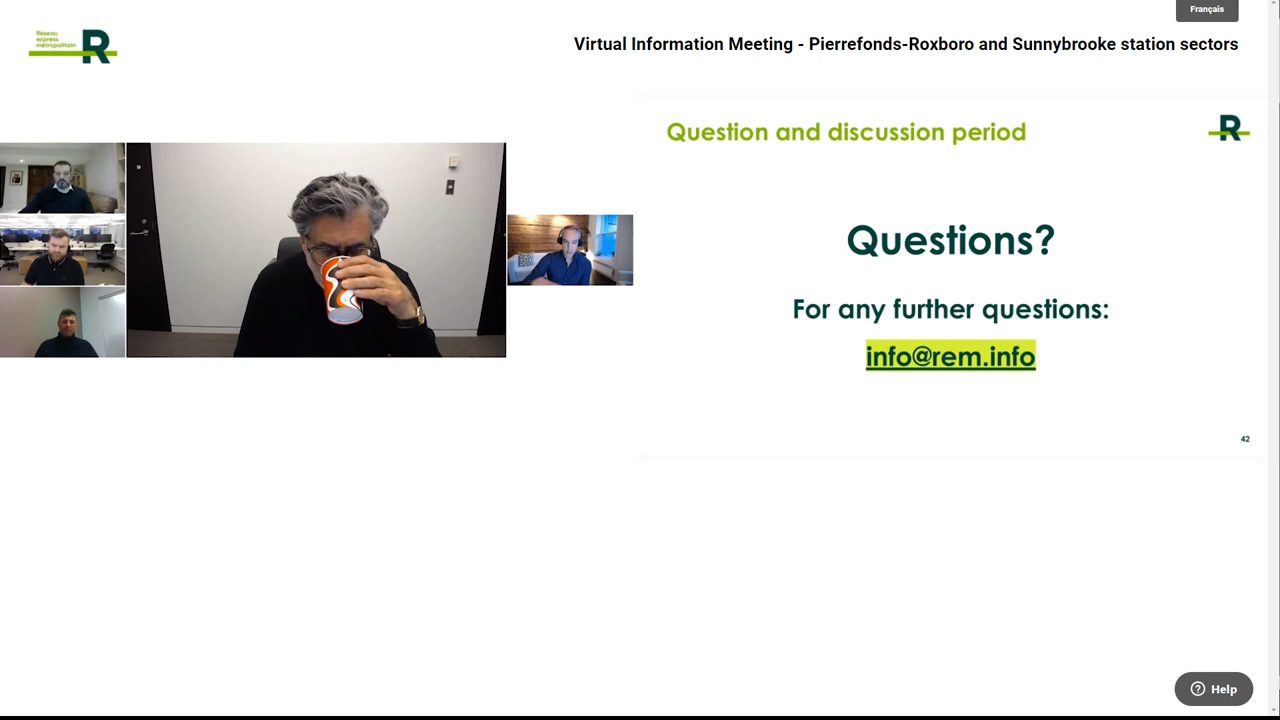 Français
Réseau
express
métropolitain
R
Virtual Information Meeting - Pierrefonds-Roxboro and Sunnybrooke station sectors
Question and discussion period
R
Questions?
For any further questions:
info@rem.info
42
Help